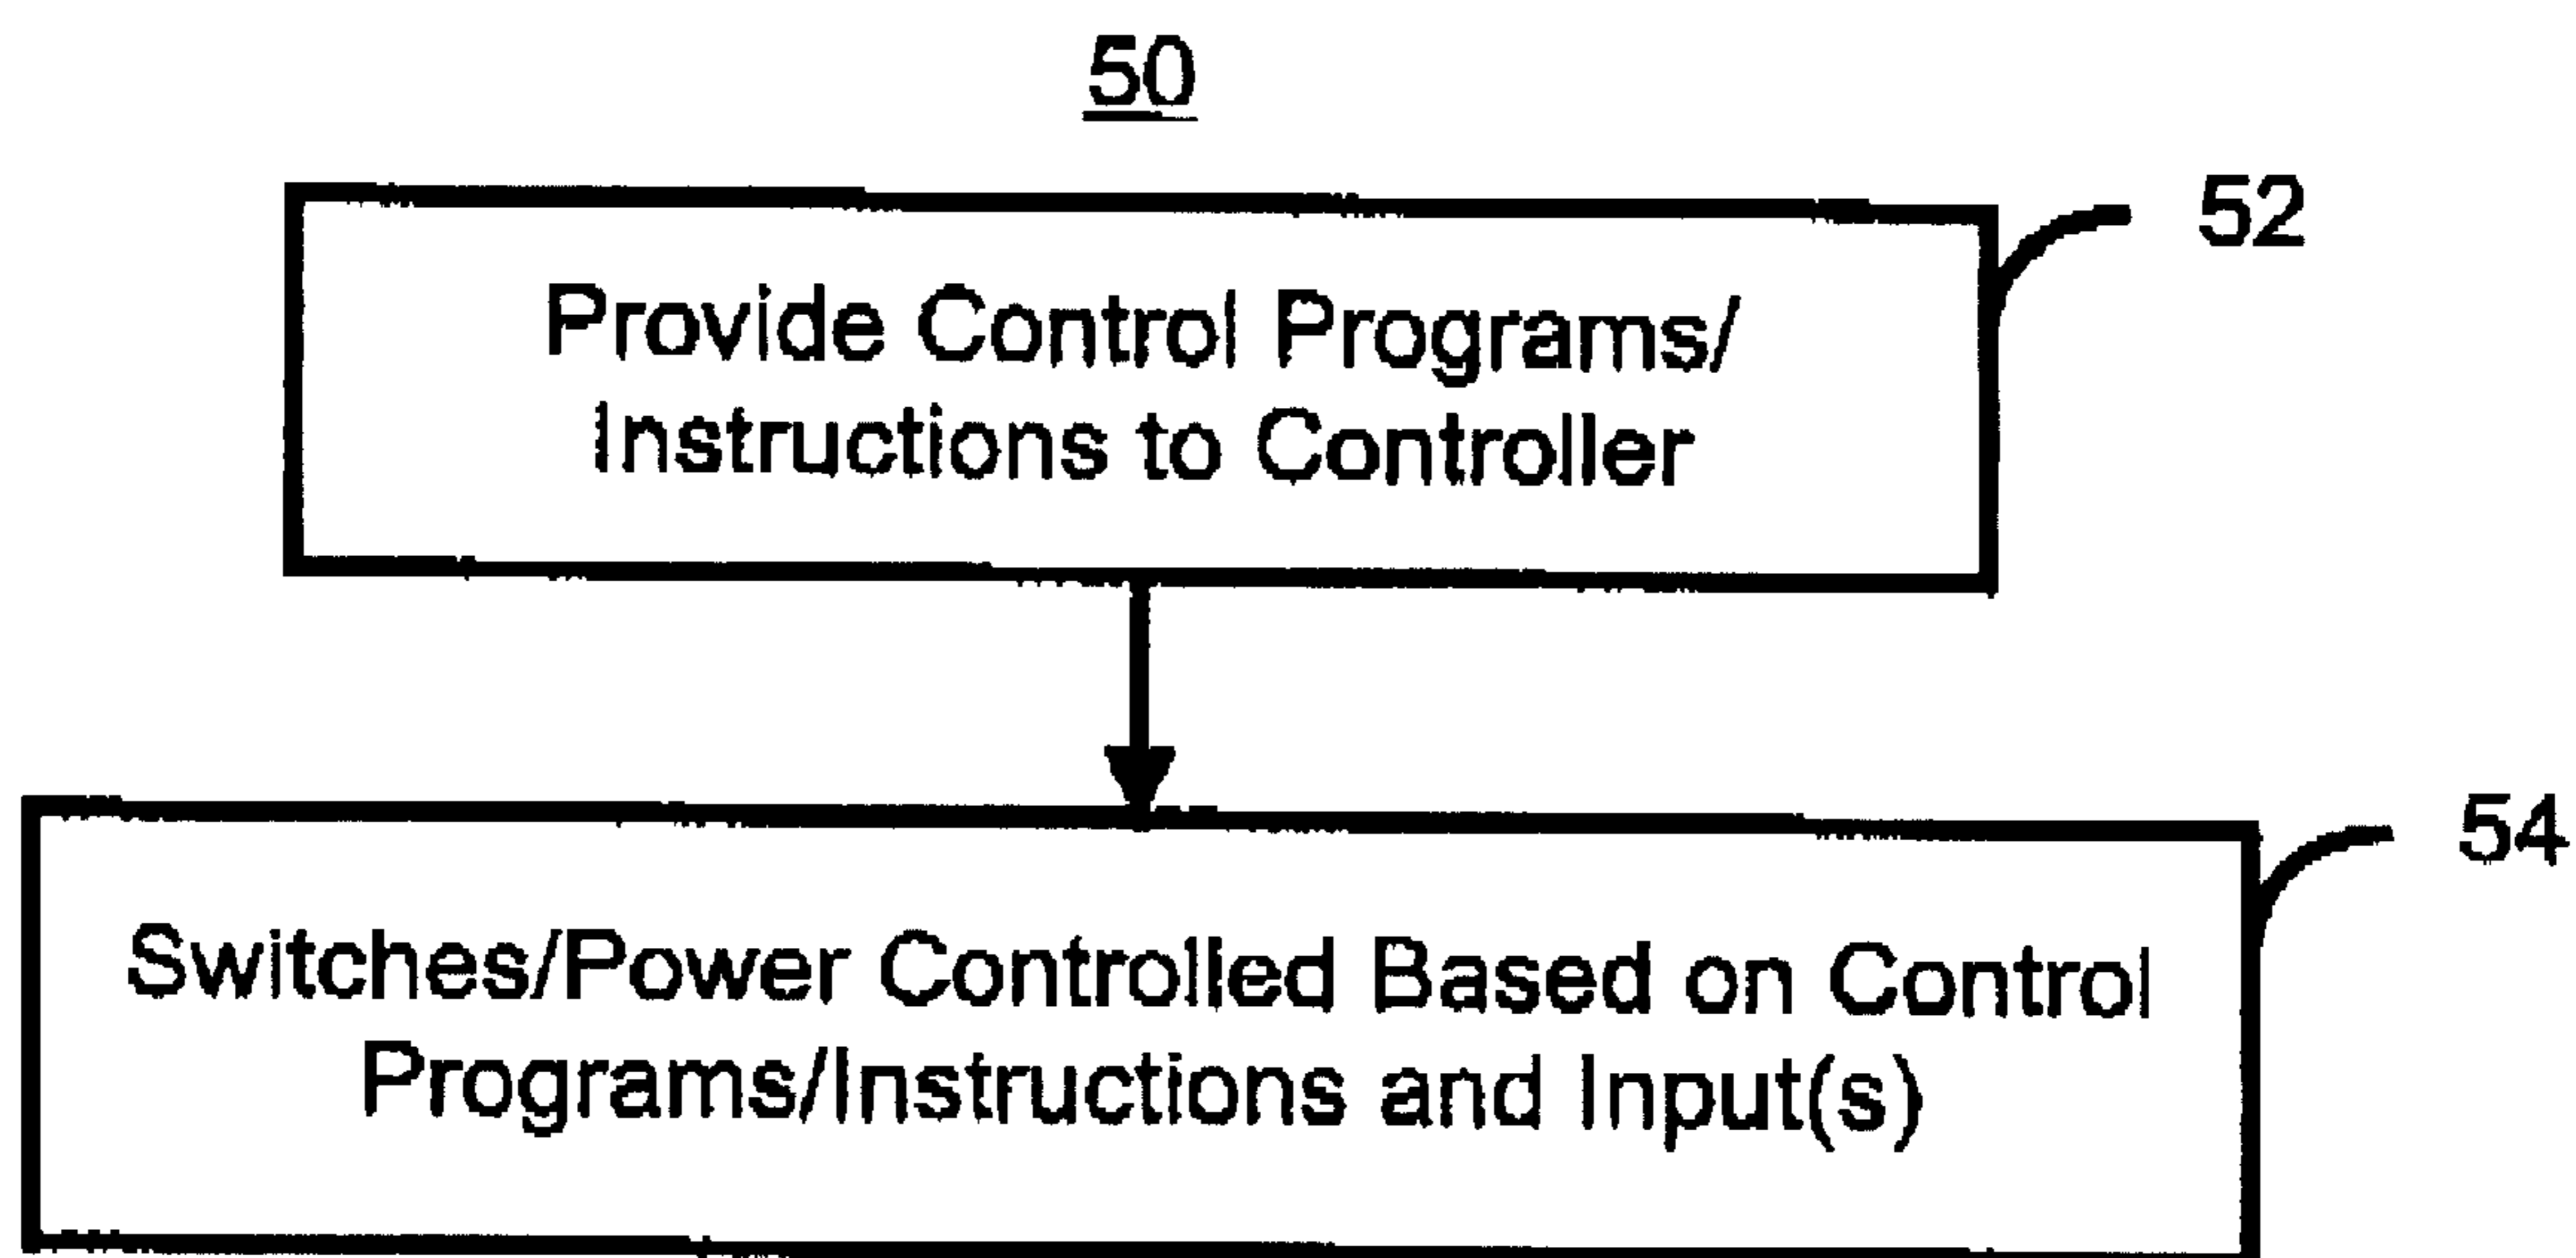 50
52
Provide Control Programs/
Instructions to Controller
54
Switches/Power Controlled Based on Control
Programs/Instructions and Input(s)